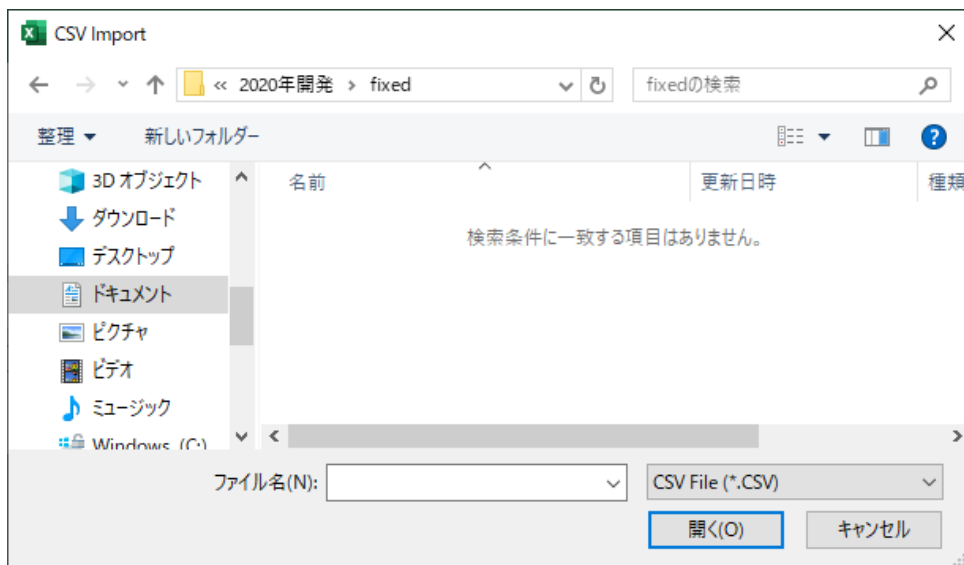 CSV Import
« 2020年開発 › fixed
fixedの検索
整理
新しいフォルダー
名前
更新日時
種類
3D オブジェクト
ダウンロード
デスクトップ
ドキュメント
ピクチャ
ビデオ
ミュージック
Windows (C:)
検索条件に一致する項目はありません。
ファイル名(N):
CSV File (*.CSV)
開く(O)
キャンセル